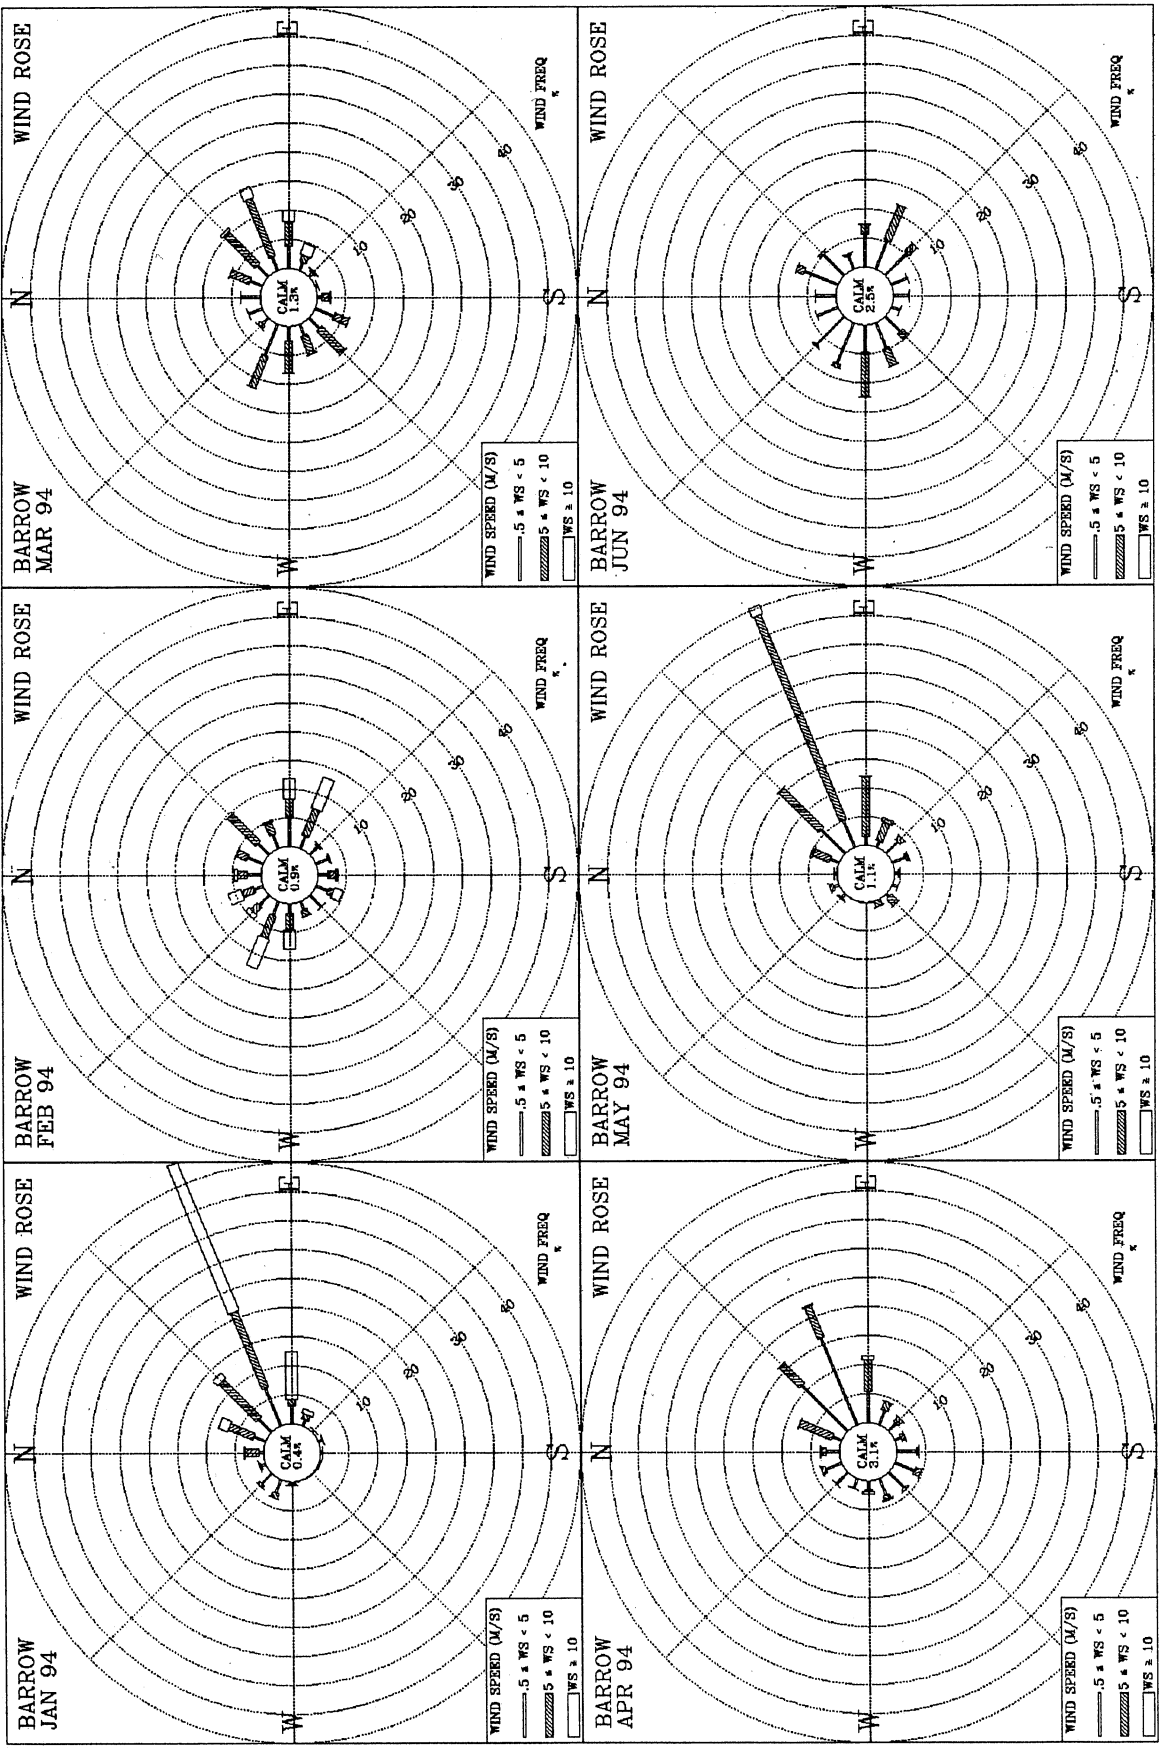 BARROW
JAN 94
WIND ROSE
N
W
E
CALM
0.4%
10
20
30
40
S
WIND SPEED (M/S)
.5 ≤ WS < 5
5 ≤ WS < 10
WS ≥ 10
WIND FREQ
%
BARROW
FEB 94
WIND ROSE
N
W
E
CALM
0.9%
10
20
30
40
S
WIND SPEED (M/S)
.5 ≤ WS < 5
5 ≤ WS < 10
WS ≥ 10
WIND FREQ
%
BARROW
MAR 94
WIND ROSE
N
W
E
CALM
1.3%
10
20
30
40
S
WIND SPEED (M/S)
.5 ≤ WS < 5
5 ≤ WS < 10
WS ≥ 10
WIND FREQ
%
BARROW
APR 94
WIND ROSE
N
W
E
CALM
3.1%
10
20
30
40
S
WIND SPEED (M/S)
.5 ≤ WS < 5
5 ≤ WS < 10
WS ≥ 10
WIND FREQ
%
BARROW
MAY 94
WIND ROSE
N
W
E
CALM
1.1%
10
20
30
40
S
WIND SPEED (M/S)
.5 ≤ WS < 5
5 ≤ WS < 10
WS ≥ 10
WIND FREQ
%
BARROW
JUN 94
WIND ROSE
N
W
E
CALM
2.5%
10
20
30
40
S
WIND SPEED (M/S)
.5 ≤ WS < 5
5 ≤ WS < 10
WS ≥ 10
WIND FREQ
%